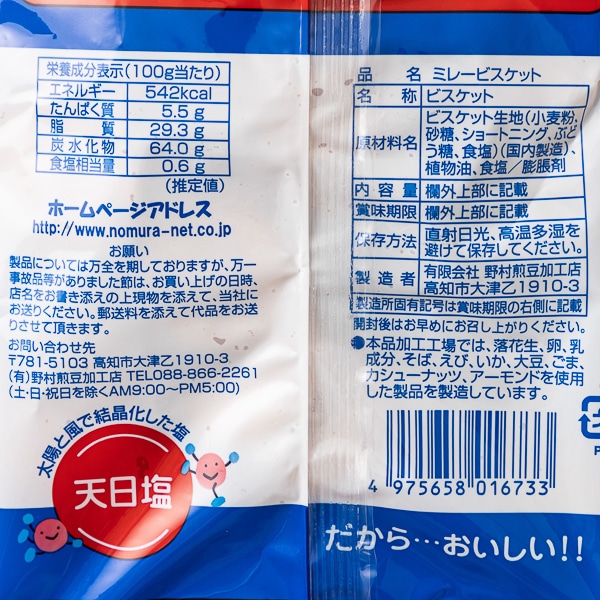 栄養成分表示(100g当たり)
エネルギー 542kcal
たんぱく質 5.5g
脂質 29.3g
炭水化物 64.0g
食塩相当量 0.6g
(推定値)
ホームページアドレス
http://www.nomura-net.co.jp
お願い
製品については万全を期しておりますが、万一
事故品等がありました節は、お買い上げの日時、
店名をお書き添えの上現物を添えて、当社に
お送りください。郵送料を添えて代品をお送
りさせて頂きます。
お問い合わせ先
〒781-5103 高知市大津乙1910-3
(有)野村煎豆加工店 TEL088-866-2261
(土・日・祝日を除くAM9:00〜PM5:00)
太陽と風で結晶化した塩
天日塩
品名 ミレービスケット
名称 ビスケット
原材料名 ビスケット生地(小麦粉、
砂糖、ショートニング、ぶど
う糖、食塩)(国内製造)、
植物油、食塩/膨脹剤
内容量 欄外上部に記載
賞味期限 欄外上部に記載
保存方法 直射日光、高温多湿を
避けて保存してください。
製造者 有限会社 野村煎豆加工店
高知市大津乙1910-3
製造所固有記号は賞味期限の右側に記載
開封後はお早めにお召し上がりください。
●本品加工工場では、落花生、卵、乳
成分、そば、えび、いか、大豆、ごま、
カシューナッツ、アーモンドを使用
した製品を製造しています。
4 975658 016733
だから…おいしい!!